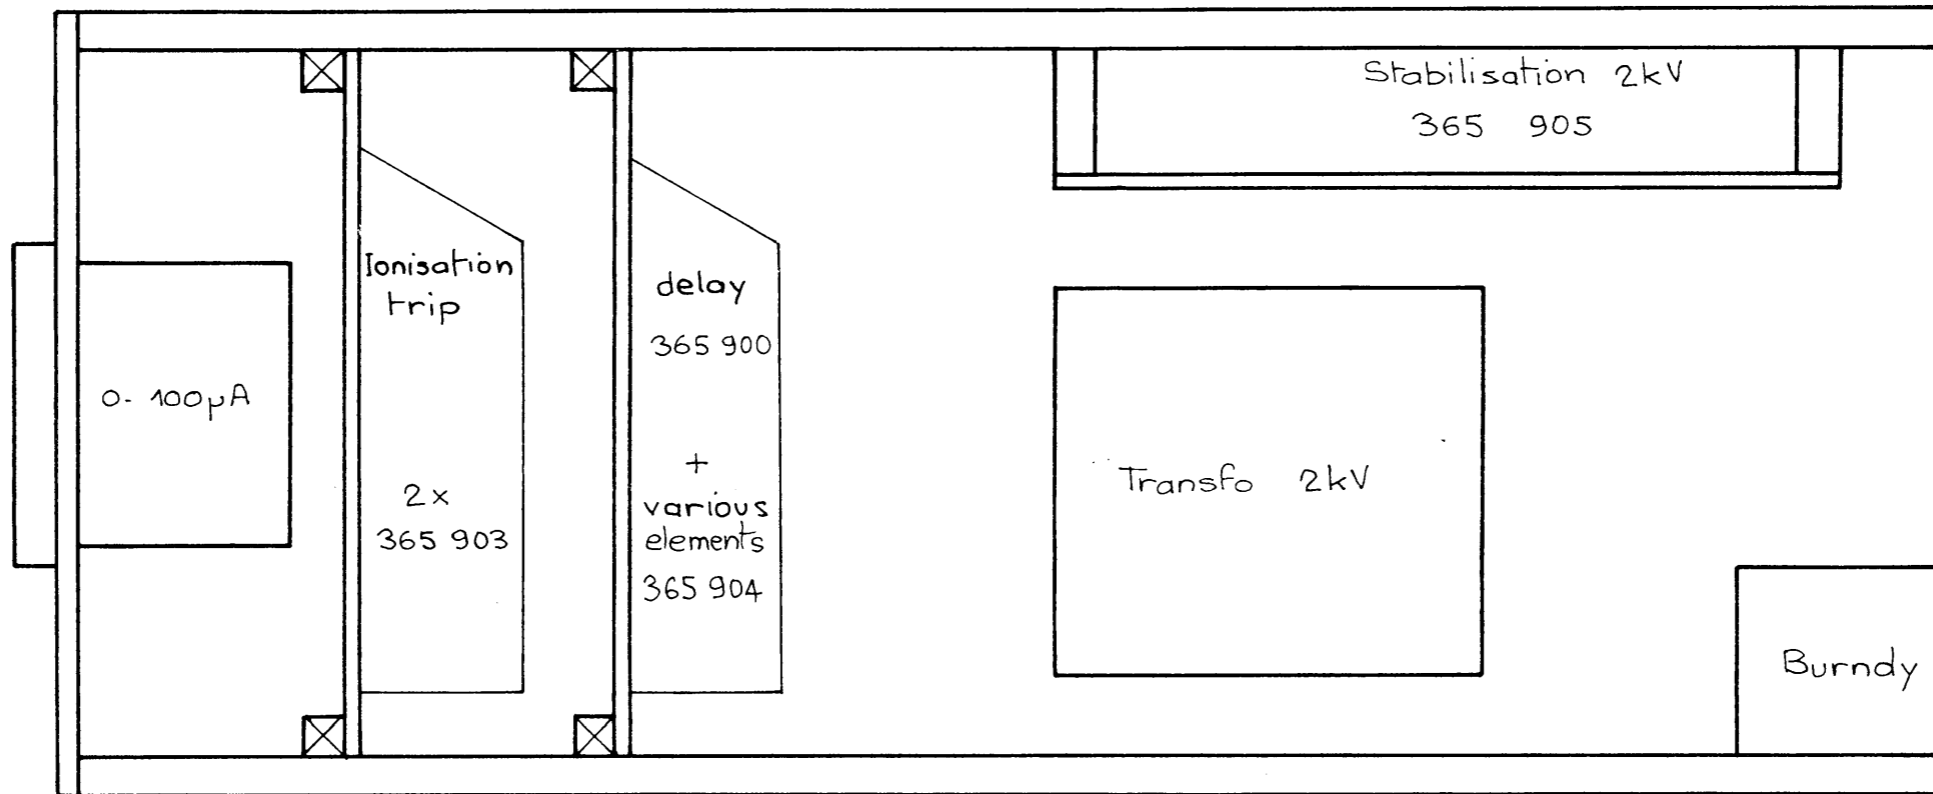 Stabilisation 2kV
365 905
Ionisation
trip
2x
365 903
delay
365 900
+
various
elements
365 904
0- 100µA
Transfo 2kV
Burndy